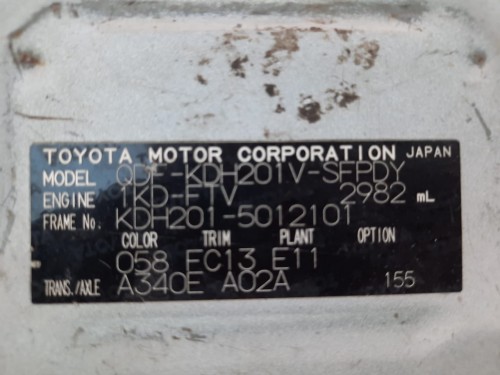 TOYOTA MOTOR CORPORATION JAPAN
MODEL QDF-KDH201V-SFPDY
ENGINE 1KD-FTV 2982 mL
FRAME No. KDH201-5012101
COLOR TRIM PLANT OPTION
058 FC13 E11
TRANS./AXLE A340E A02A 155